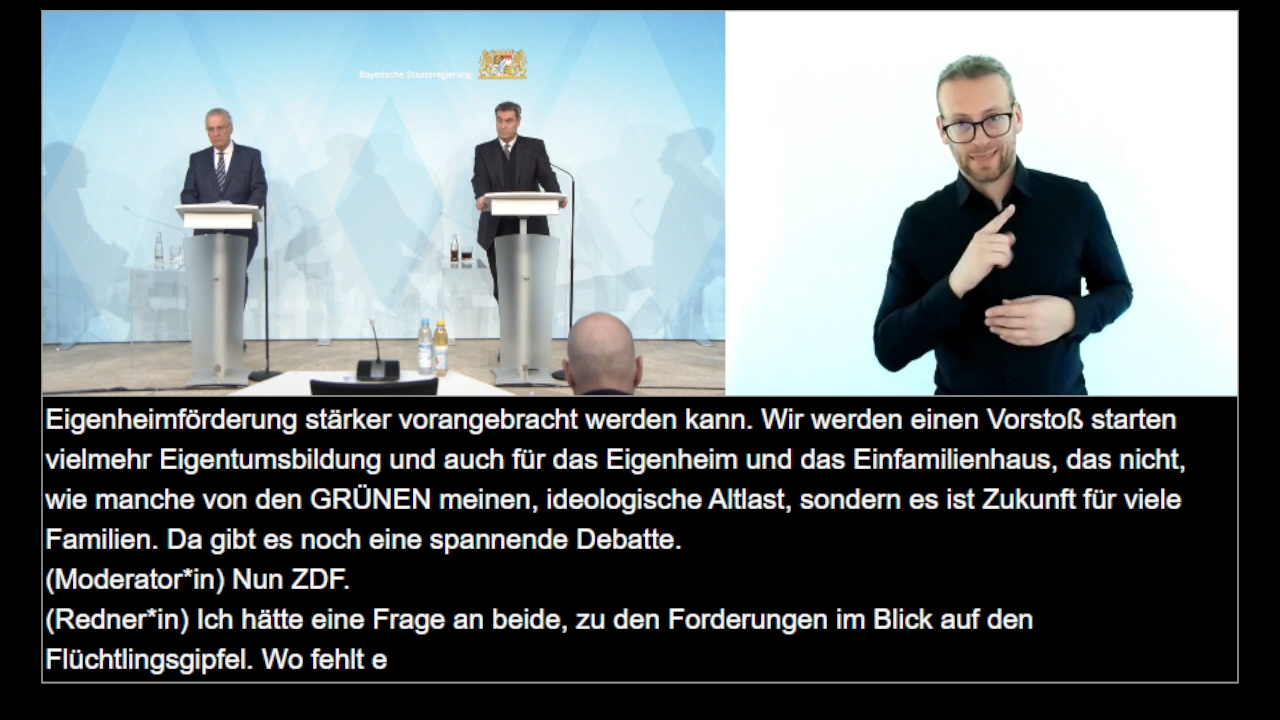 Bayerische Staatsregierung
Eigenheimförderung stärker vorangebracht werden kann. Wir werden einen Vorstoß starten
vielmehr Eigentumsbildung und auch für das Eigenheim und das Einfamilienhaus, das nicht,
wie manche von den GRÜNEN meinen, ideologische Altlast, sondern es ist Zukunft für viele
Familien. Da gibt es noch eine spannende Debatte.
(Moderator*in) Nun ZDF.
(Redner*in) Ich hätte eine Frage an beide, zu den Forderungen im Blick auf den
Flüchtlingsgipfel. Wo fehlt e